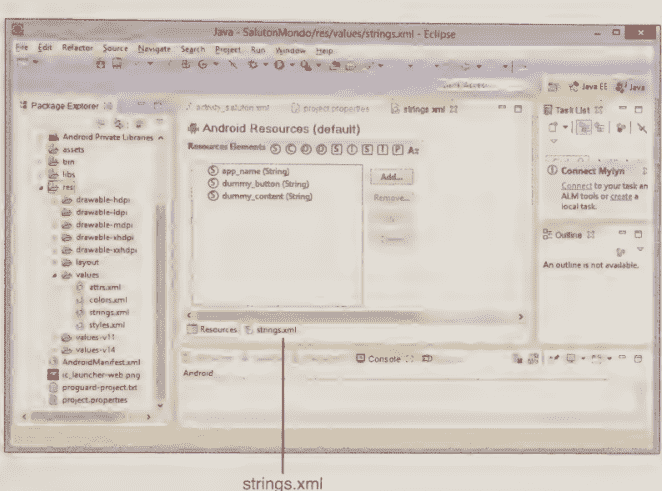 Java - SalutonMondo/res/values/strings.xml - Eclipse
File Edit Refactor Source Navigate Search Project Run Window Help
Java EE Java
Package Explorer
Android Private Libraries
assets
bin
libs
res
drawable-hdpi
drawable-ldpi
drawable-mdpi
drawable-xhdpi
drawable-xxhdpi
layout
values
attrs.xml
colors.xml
strings.xml
styles.xml
values-v11
values-v14
AndroidManifest.xml
ic_launcher-web.png
proguard-project.txt
project.properties
activity_saluton.xml project.properties strings.xml
Android Resources (default)
Resources Elements S C D D S I S T P Az
S app_name (String)
S dummy_button (String)
S dummy_content (String)
Add...
Remove...
Resources strings.xml
Console
Android
Task List
Connect Mylyn
Connect to your task an
ALM tools or create a
local task.
Outline
An outline is not available.
strings.xml